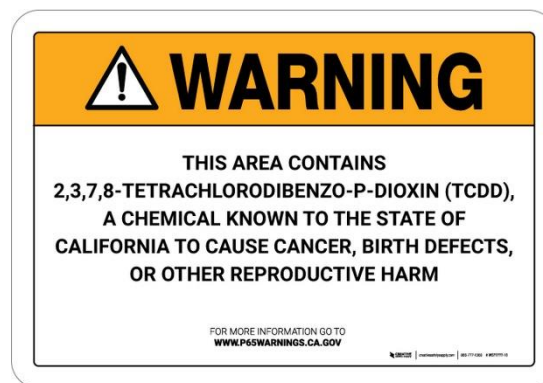 WARNING
THIS AREA CONTAINS
2,3,7,8-TETRACHLORODIBENZO-P-DIOXIN (TCDD),
A CHEMICAL KNOWN TO THE STATE OF
CALIFORNIA TO CAUSE CANCER, BIRTH DEFECTS,
OR OTHER REPRODUCTIVE HARM
FOR MORE INFORMATION GO TO
WWW.P65WARNINGS.CA.GOV